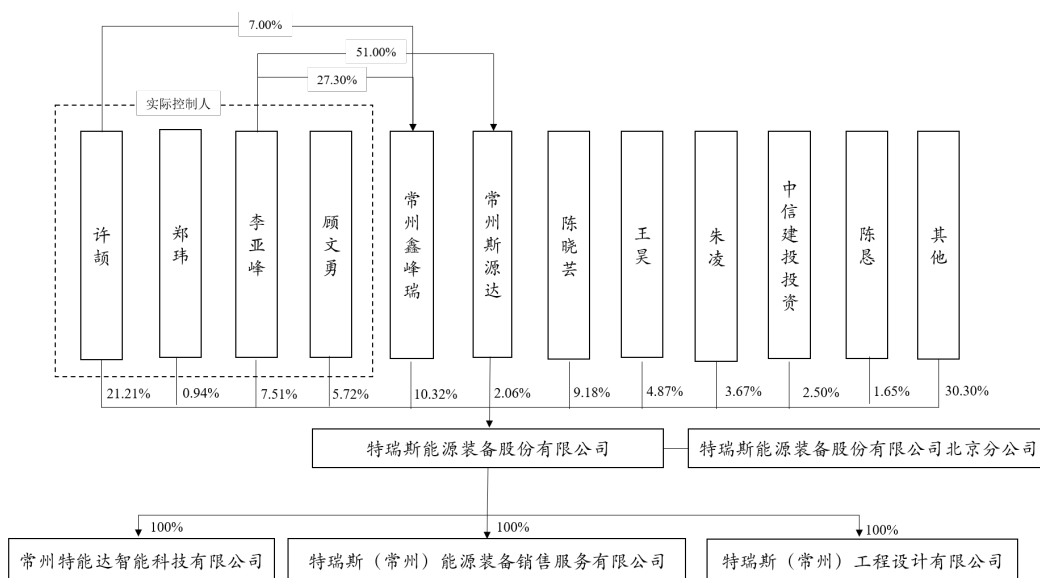 7.00%
51.00%
27.30%
实际控制人
许颉
郑玮
李亚峰
顾文勇
常州鑫峰瑞
常州斯源达
陈晓芸
王昊
朱凌
中信建投投资
陈恳
其他
21.21%
0.94%
7.51%
5.72%
10.32%
2.06%
9.18%
4.87%
3.67%
2.50%
1.65%
30.30%
特瑞斯能源装备股份有限公司
特瑞斯能源装备股份有限公司北京分公司
100%
100%
100%
常州特能达智能科技有限公司
特瑞斯（常州）能源装备销售服务有限公司
特瑞斯（常州）工程设计有限公司